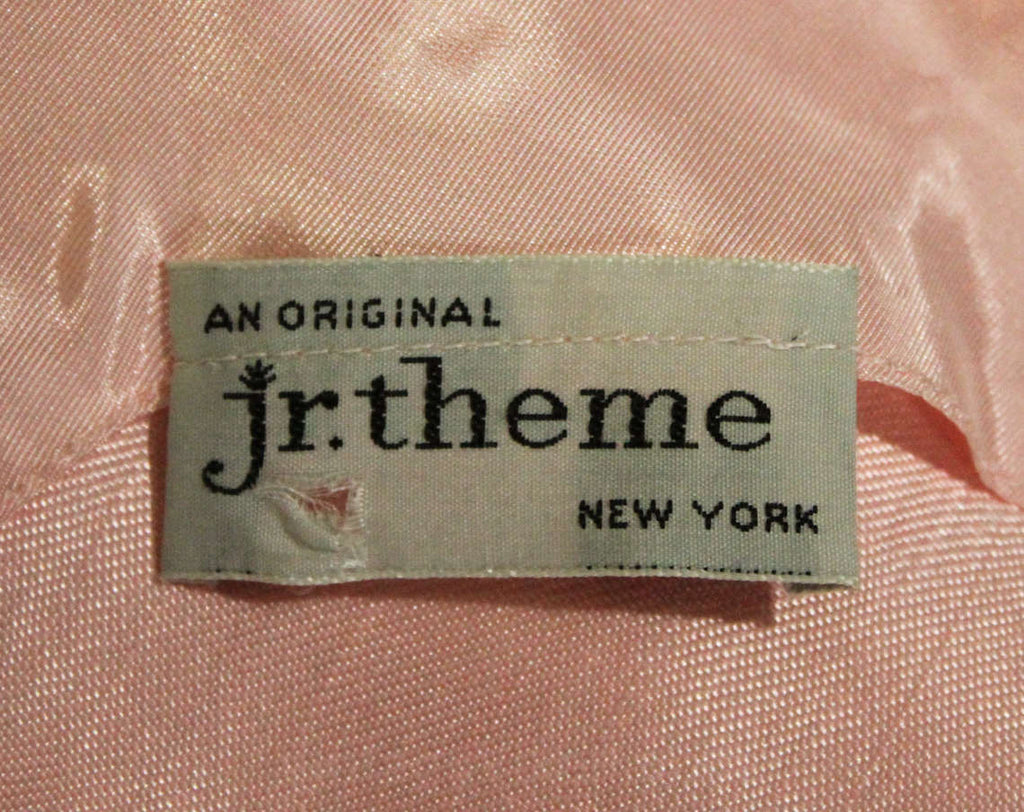 AN ORIGINAL
jr. theme
NEW YORK